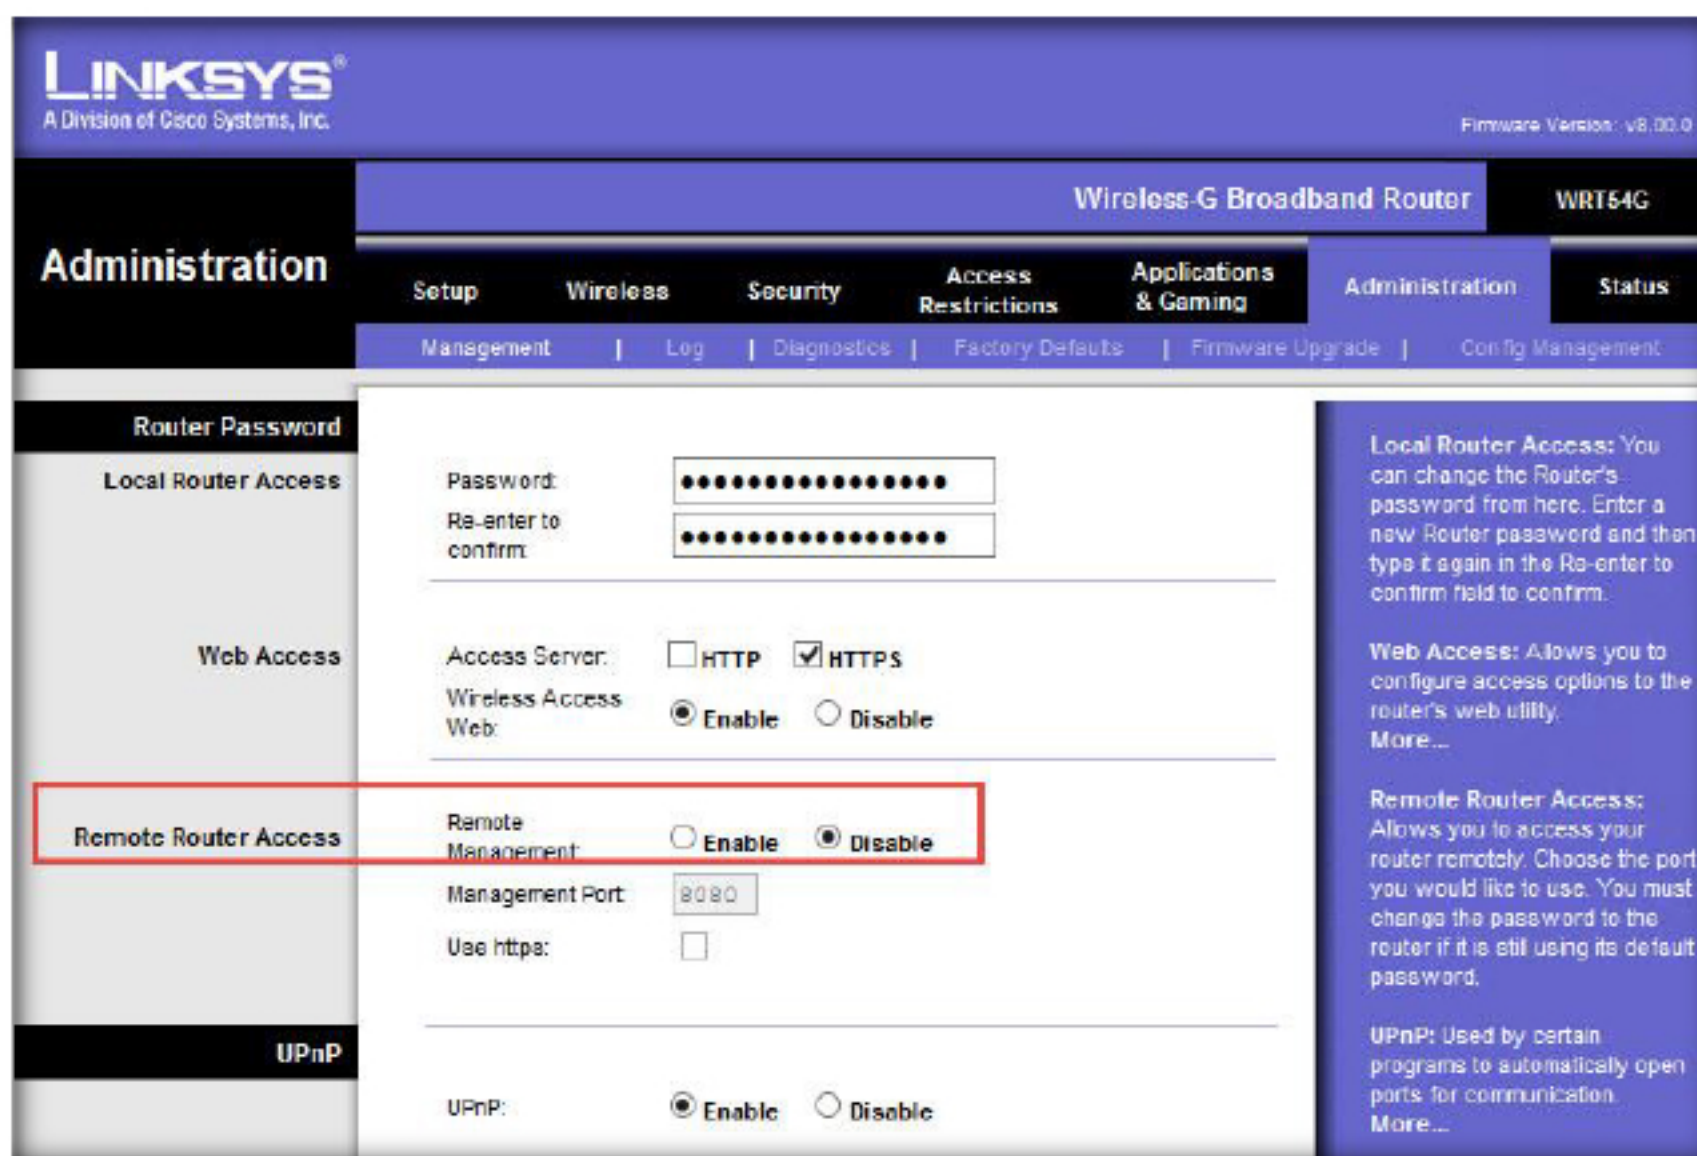 LINKSYS®
A Division of Cisco Systems, Inc.
Firmware Version: v8.00.0
Wireless-G Broadband Router WRT54G
Administration
Setup Wireless Security Access Restrictions Applications & Gaming Administration Status
Management | Log | Diagnostics | Factory Defaults | Firmware Upgrade | Config Management
Router Password
Local Router Access
Password:
Re-enter to
confirm:
Web Access
Access Server: HTTP HTTPS
Wireless Access
Web: Enable Disable
Remote Router Access
Remote
Management: Enable Disable
Management Port: 8080
Use https:
UPnP
UPnP: Enable Disable
Local Router Access: You
can change the Router's
password from here. Enter a
new Router password and then
type it again in the Re-enter to
confirm field to confirm.
Web Access: Allows you to
configure access options to the
router's web utility.
More...
Remote Router Access:
Allows you to access your
router remotely. Choose the port
you would like to use. You must
change the password to the
router if it is still using its default
password.
UPnP: Used by certain
programs to automatically open
ports for communication.
More...